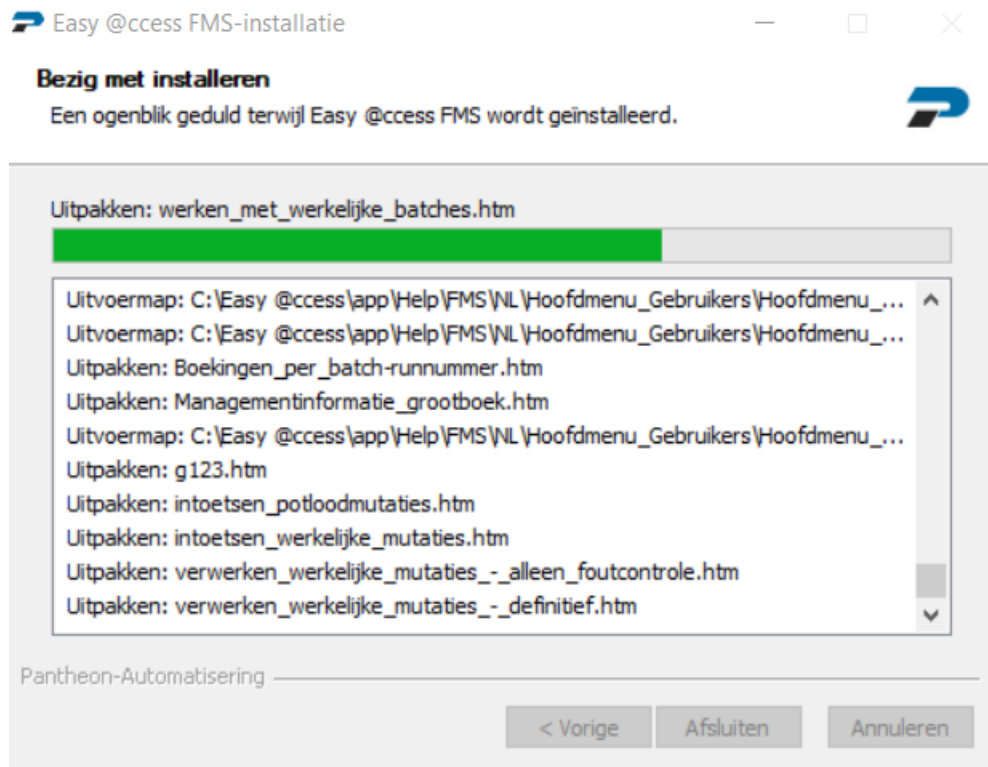 Easy @ccess FMS-installatie
Bezig met installeren
Een ogenblik geduld terwijl Easy @ccess FMS wordt geïnstalleerd.
Uitpakken: werken_met_werkelijke_batches.htm
Uitvoermap: C:\Easy @ccess\app\Help\FMS\NL\Hoofdmenu_Gebruikers\Hoofdmenu_...
Uitvoermap: C:\Easy @ccess\app\Help\FMS\NL\Hoofdmenu_Gebruikers\Hoofdmenu_...
Uitpakken: Boekingen_per_batch-runnummer.htm
Uitpakken: Managementinformatie_grootboek.htm
Uitvoermap: C:\Easy @ccess\app\Help\FMS\NL\Hoofdmenu_Gebruikers\Hoofdmenu_...
Uitpakken: g123.htm
Uitpakken: intoetsen_potloodmutaties.htm
Uitpakken: intoetsen_werkelijke_mutaties.htm
Uitpakken: verwerken_werkelijke_mutaties_-_alleen_foutcontrole.htm
Uitpakken: verwerken_werkelijke_mutaties_-_definitief.htm
Pantheon-Automatisering
< Vorige
Afsluiten
Annuleren